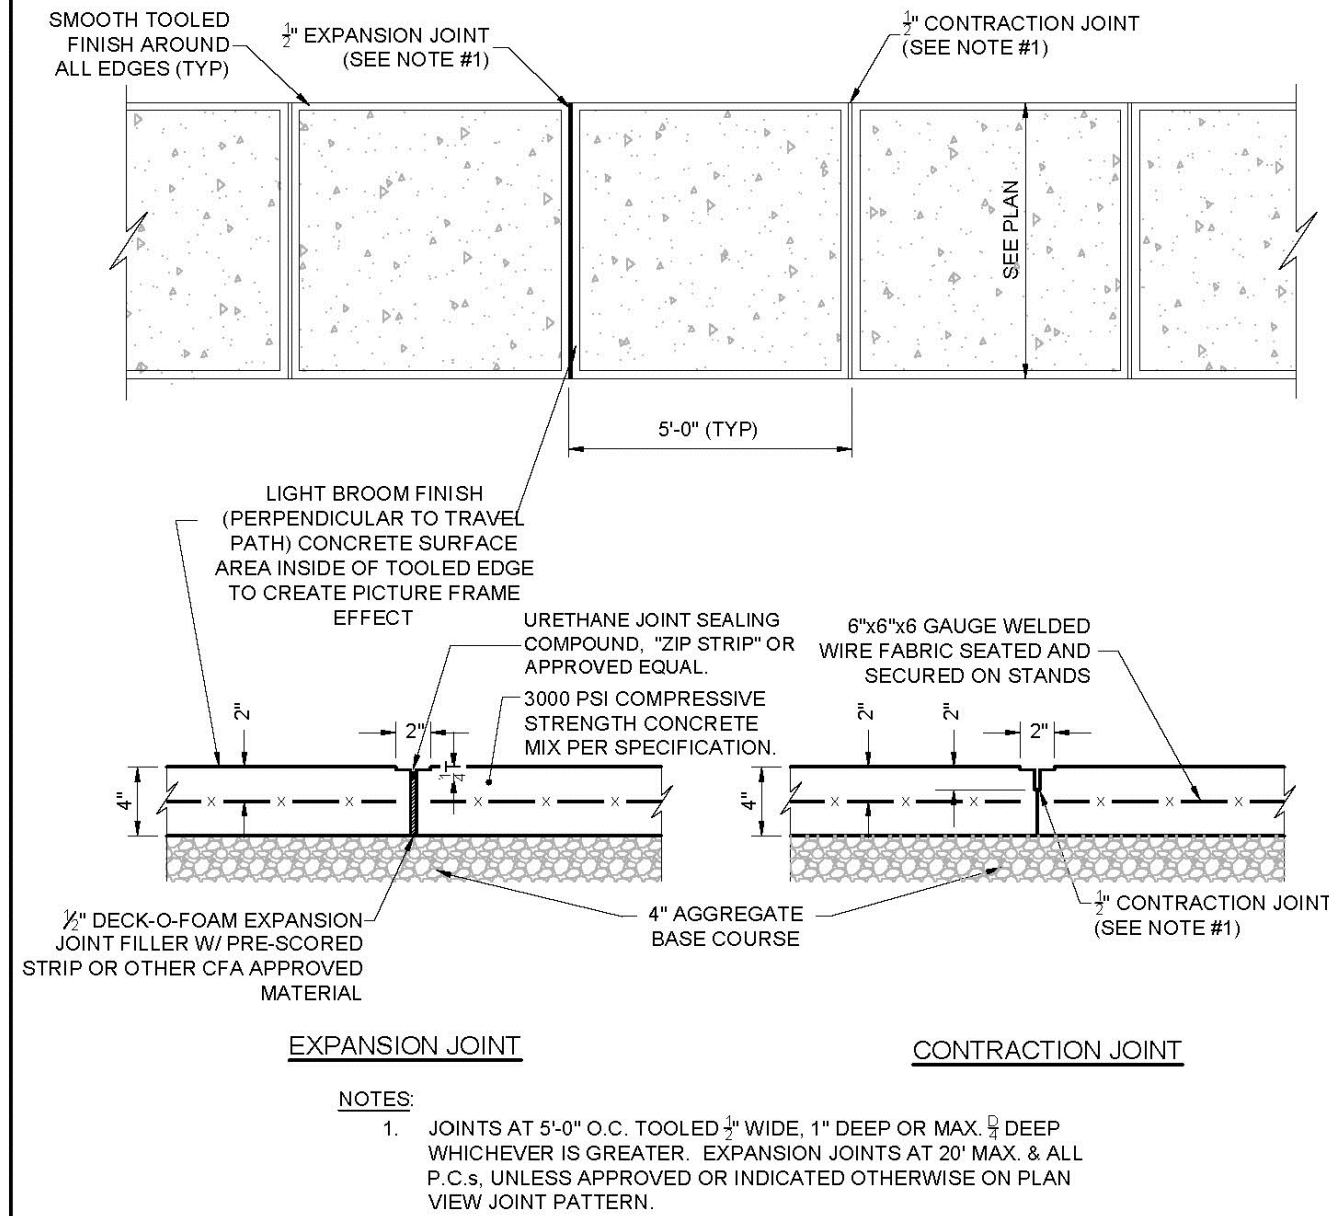 SMOOTH TOOLED
FINISH AROUND
ALL EDGES (TYP)
1/2" EXPANSION JOINT
(SEE NOTE #1)
1/2" CONTRACTION JOINT
(SEE NOTE #1)
SEE PLAN
5'-0" (TYP)
LIGHT BROOM FINISH
(PERPENDICULAR TO TRAVEL
PATH) CONCRETE SURFACE
AREA INSIDE OF TOOLED EDGE
TO CREATE PICTURE FRAME
EFFECT
URETHANE JOINT SEALING
COMPOUND, "ZIP STRIP" OR
APPROVED EQUAL.
3000 PSI COMPRESSIVE
STRENGTH CONCRETE
MIX PER SPECIFICATION.
6"x6"x6 GAUGE WELDED
WIRE FABRIC SEATED AND
SECURED ON STANDS
2"
2"
1/4"
4"
2"
2"
2"
4"
1/2" DECK-O-FOAM EXPANSION
JOINT FILLER W/ PRE-SCORED
STRIP OR OTHER CFA APPROVED
MATERIAL
4" AGGREGATE
BASE COURSE
1/2" CONTRACTION JOINT
(SEE NOTE #1)
EXPANSION JOINT
CONTRACTION JOINT
NOTES:
1. JOINTS AT 5'-0" O.C. TOOLED 1/2" WIDE, 1" DEEP OR MAX. D/4 DEEP
WHICHEVER IS GREATER. EXPANSION JOINTS AT 20' MAX. & ALL
P.C.s, UNLESS APPROVED OR INDICATED OTHERWISE ON PLAN
VIEW JOINT PATTERN.